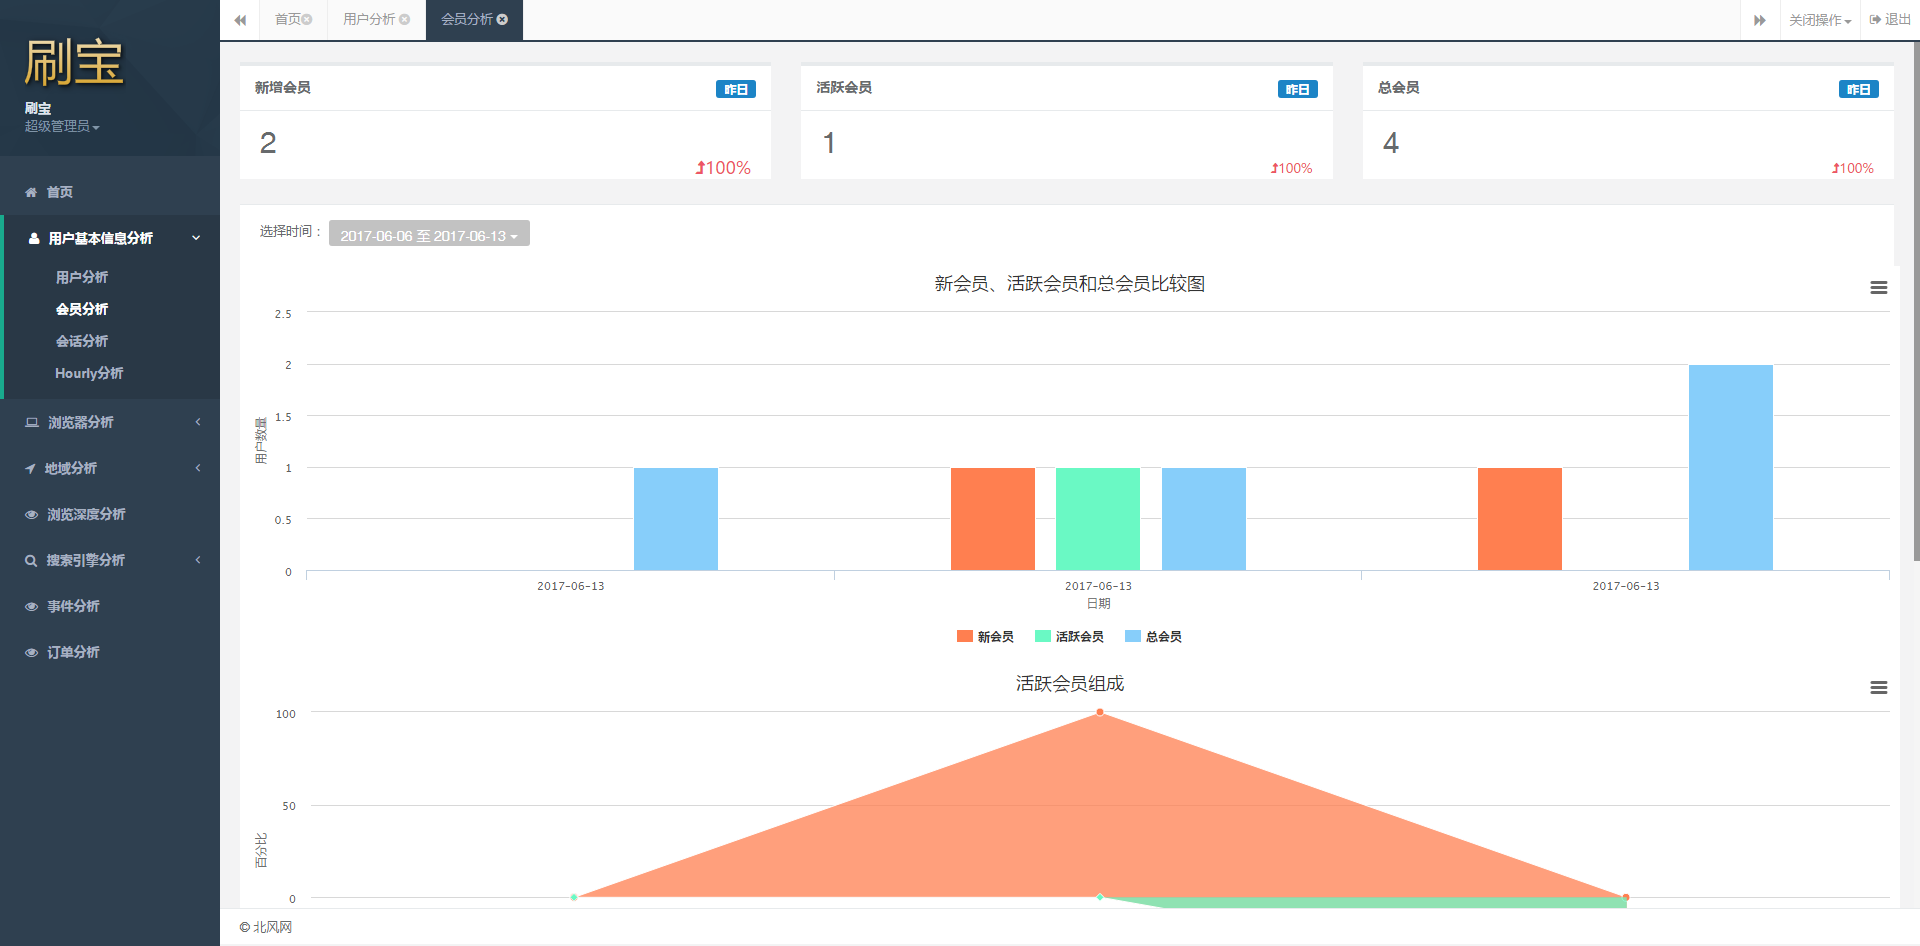 刷宝
刷宝
超级管理员
首页
用户基本信息分析
用户分析
会员分析
会话分析
Hourly分析
浏览器分析
地域分析
浏览深度分析
搜索引擎分析
事件分析
订单分析
首页
用户分析
会员分析
关闭操作
退出
新增会员
昨日
2
100%
活跃会员
昨日
1
100%
总会员
昨日
4
100%
选择时间：
2017-06-06 至 2017-06-13
新会员、活跃会员和总会员比较图
2.5
2
1.5
1
0.5
0
用户数量
2017-06-13
2017-06-13
2017-06-13
日期
新会员
活跃会员
总会员
活跃会员组成
100
50
0
百分比
© 北风网